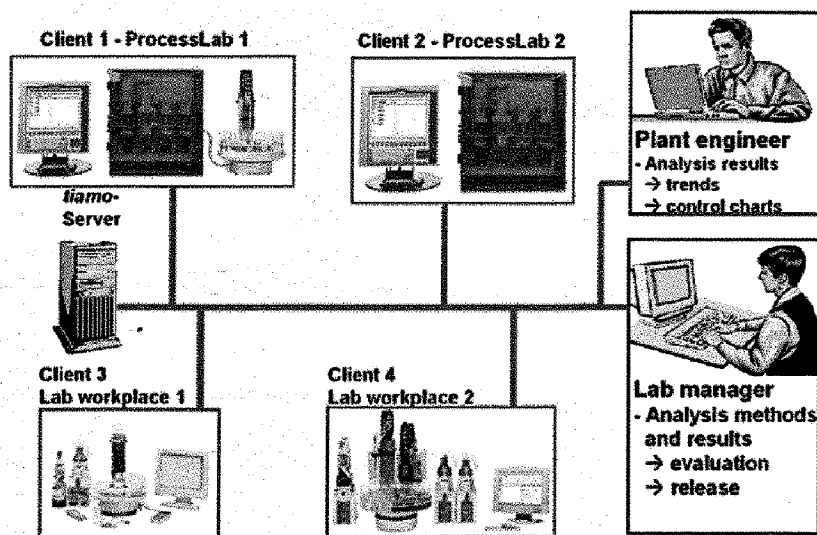 Client 1 - ProcessLab 1
Client 2 - ProcessLab 2
Plant engineer
- Analysis results
→ trends
→ control charts
tiamo-
Server
Client 3
Lab workplace 1
Client 4
Lab workplace 2
Lab manager
- Analysis methods
and results
→ evaluation
→ release